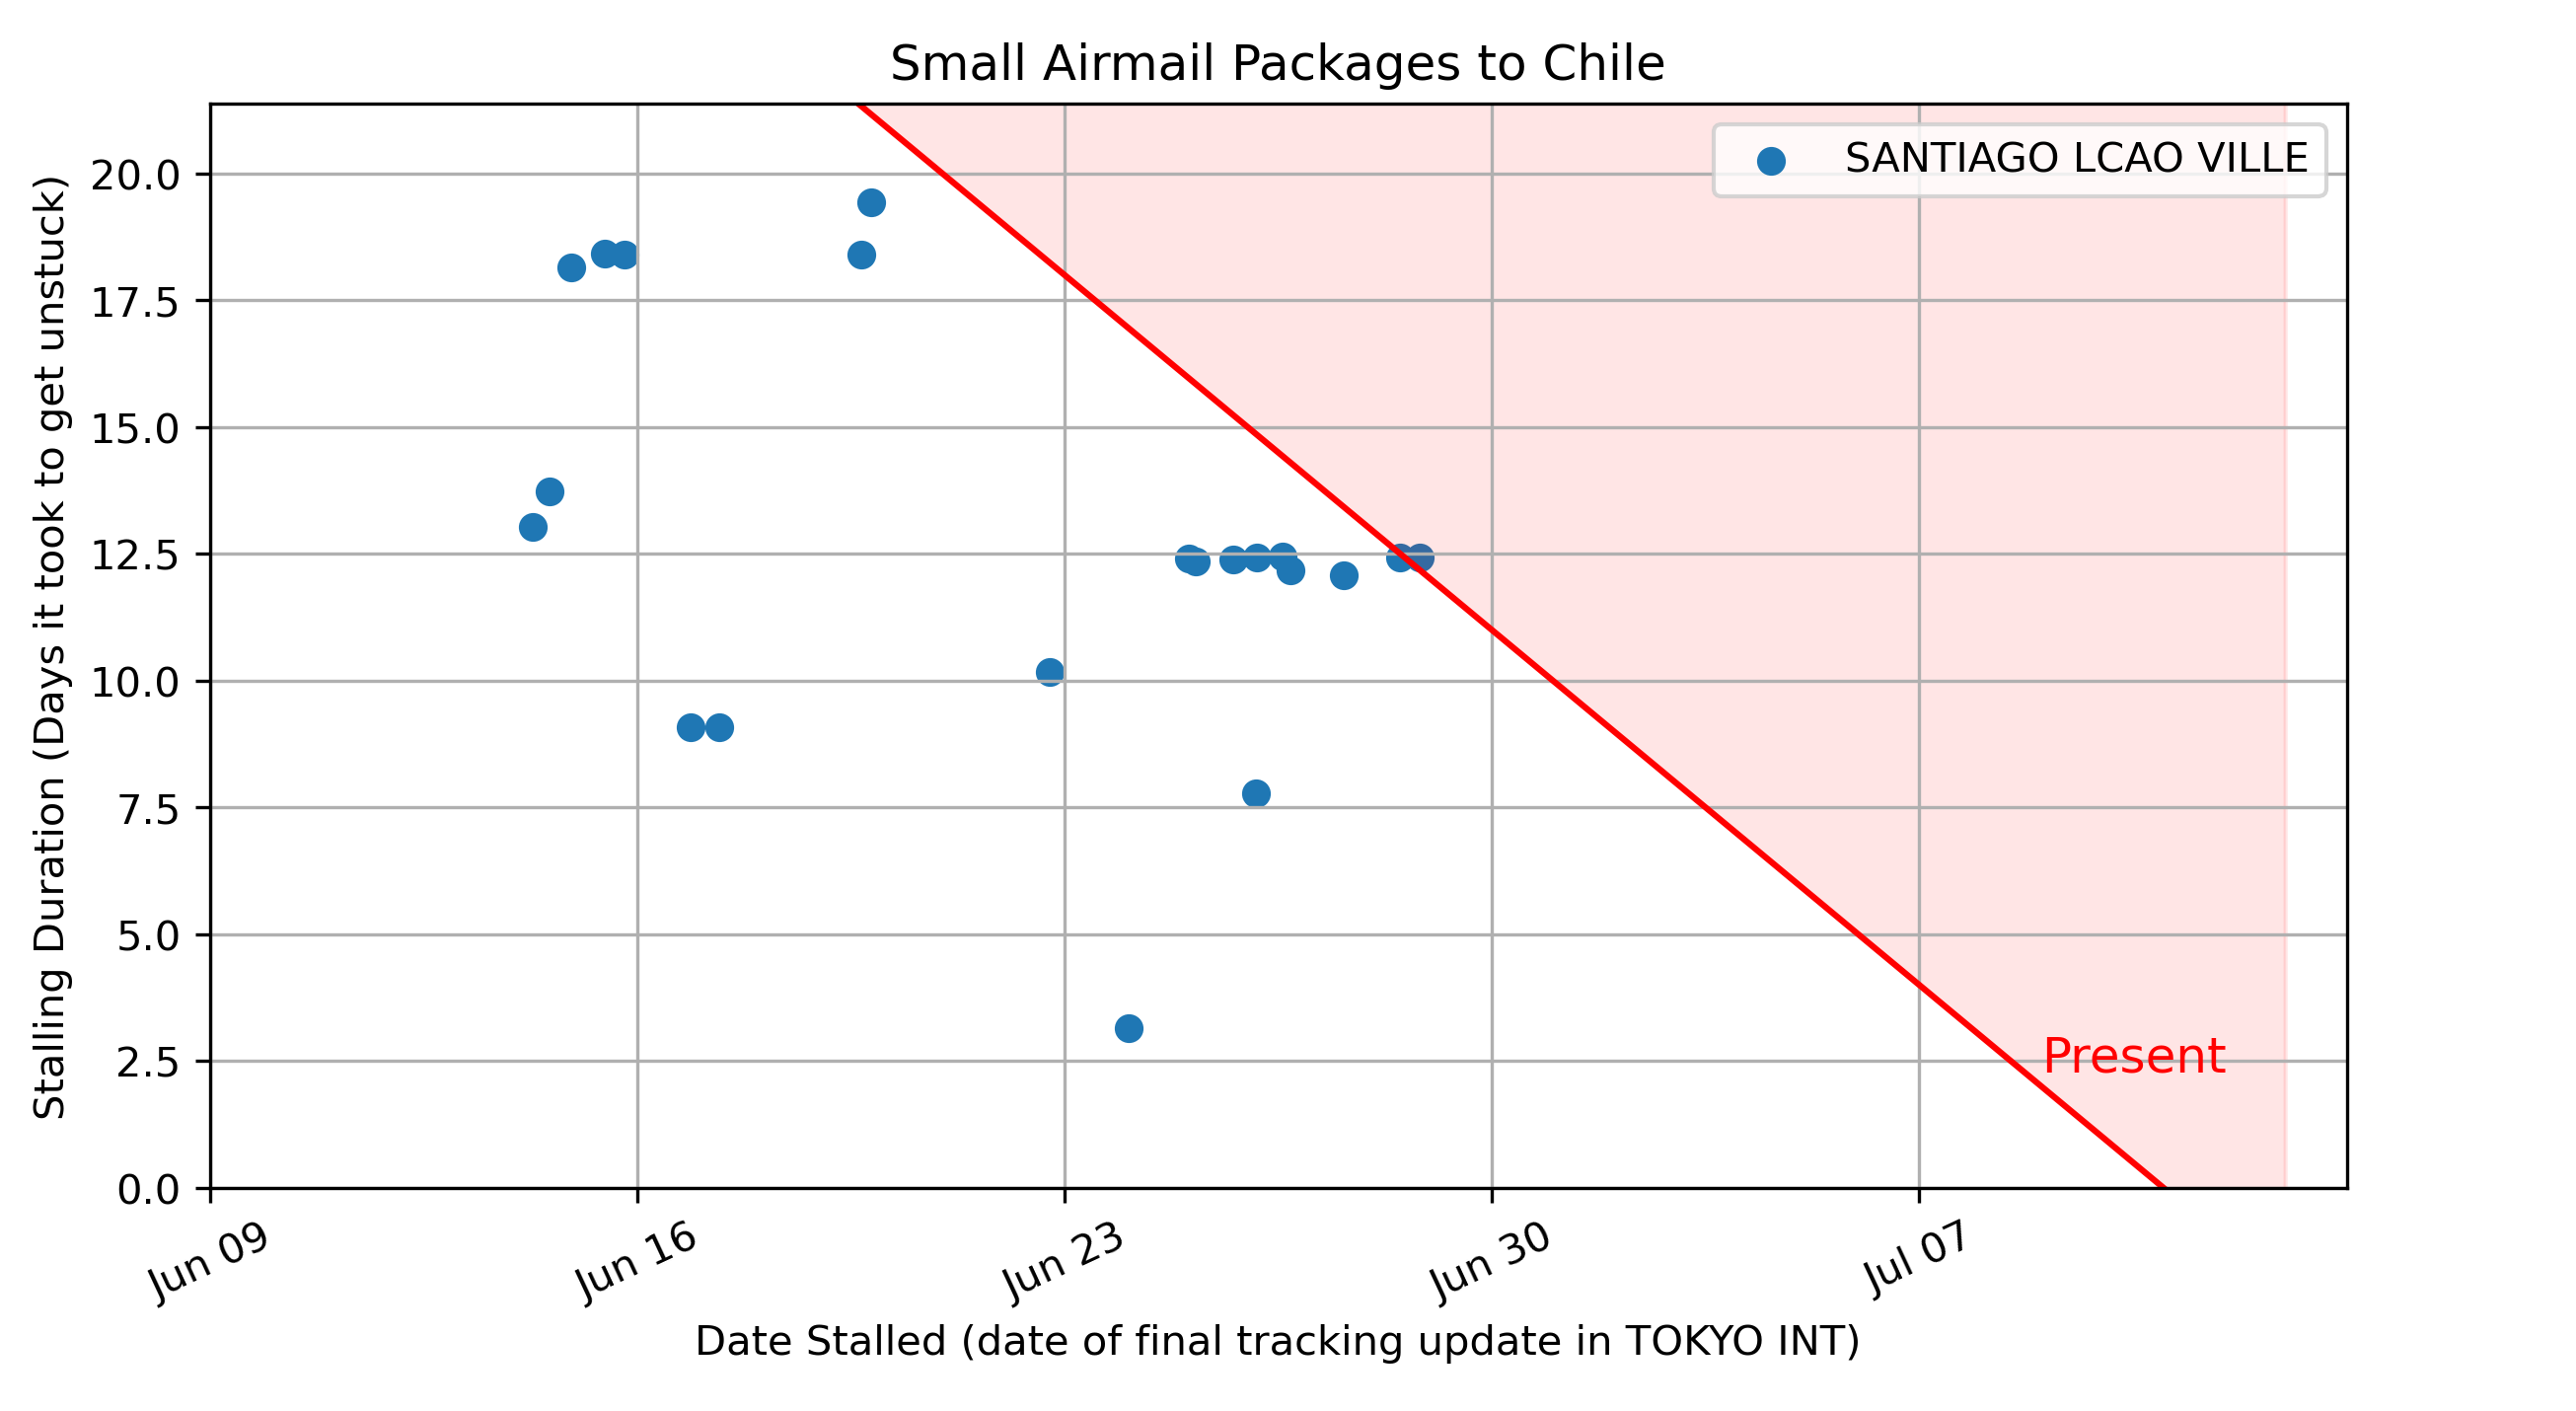 Small Airmail Packages to Chile
SANTIAGO LCAO VILLE
Stalling Duration (Days it took to get unstuck)
20.0
17.5
15.0
12.5
10.0
7.5
5.0
2.5
0.0
Present
Jun 09
Jun 16
Jun 23
Jun 30
Jul 07
Date Stalled (date of final tracking update in TOKYO INT)